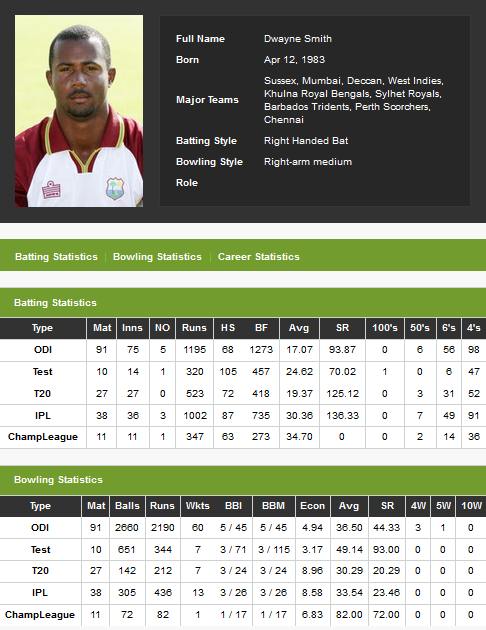 Full Name Dwayne Smith
Born Apr 12, 1983
Major Teams Sussex, Mumbai, Deccan, West Indies,
Khulna Royal Bengals, Sylhet Royals,
Barbados Tridents, Perth Scorchers,
Chennai
Batting Style Right Handed Bat
Bowling Style Right-arm medium
Role
Batting Statistics | Bowling Statistics | Career Statistics
Batting Statistics
Type Mat Inns NO Runs HS BF Avg SR 100's 50's 6's 4's
ODI 91 75 5 1195 68 1273 17.07 93.87 0 6 56 98
Test 10 14 1 320 105 457 24.62 70.02 1 0 6 47
T20 27 27 0 523 72 418 19.37 125.12 0 3 31 52
IPL 38 36 3 1002 87 735 30.36 136.33 0 7 49 91
ChampLeague 11 11 1 347 63 273 34.70 0 0 2 14 36
Bowling Statistics
Type Mat Balls Runs Wkts BBI BBM Econ Avg SR 4W 5W 10W
ODI 91 2660 2190 60 5 / 45 5 / 45 4.94 36.50 44.33 3 1 0
Test 10 651 344 7 3 / 71 3 / 115 3.17 49.14 93.00 0 0 0
T20 27 142 212 7 3 / 24 3 / 24 8.96 30.29 20.29 0 0 0
IPL 38 305 436 13 3 / 26 3 / 26 8.58 33.54 23.46 0 0 0
ChampLeague 11 72 82 1 1 / 17 1 / 17 6.83 82.00 72.00 0 0 0